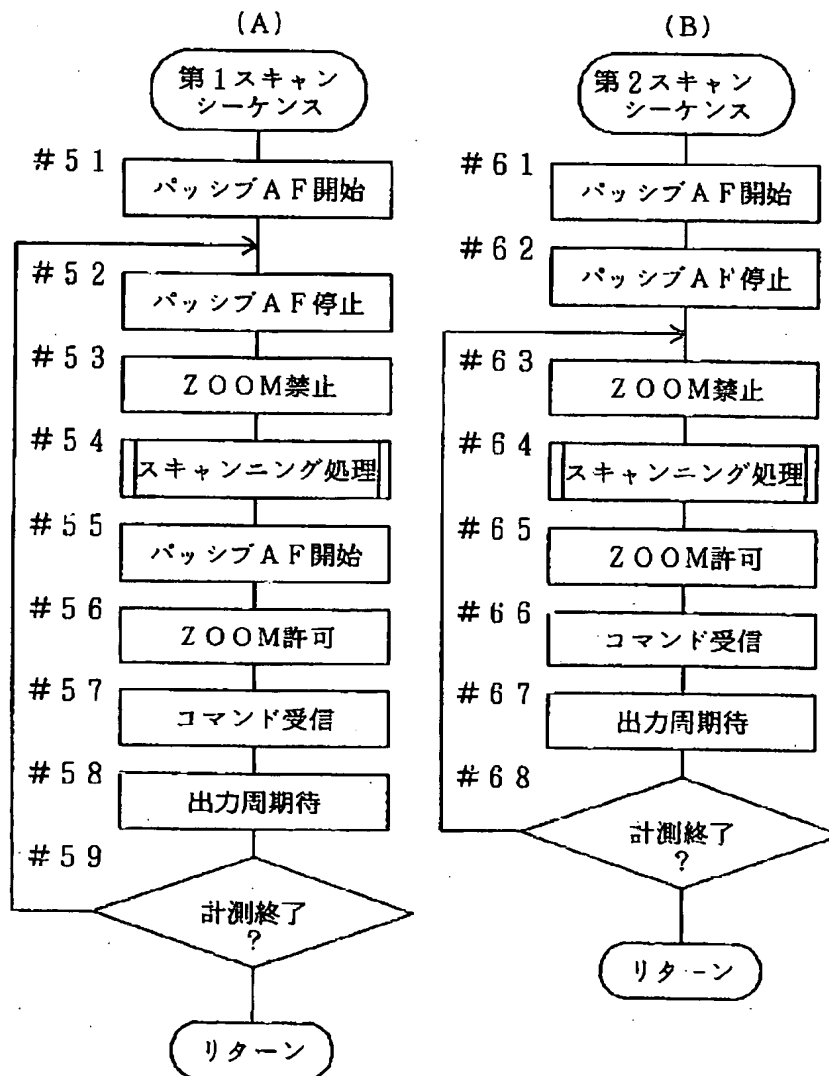 (A)
第1スキャン
シーケンス
#51
パッシブAF開始
#52
パッシブAF停止
#53
ZOOM禁止
#54
スキャンニング処理
#55
パッシブAF開始
#56
ZOOM許可
#57
コマンド受信
#58
出力周期待
#59
計測終了
?
リターン
(B)
第2スキャン
シーケンス
#61
パッシブAF開始
#62
パッシブAF停止
#63
ZOOM禁止
#64
スキャンニング処理
#65
ZOOM許可
#66
コマンド受信
#67
出力周期待
#68
計測終了
?
リターン